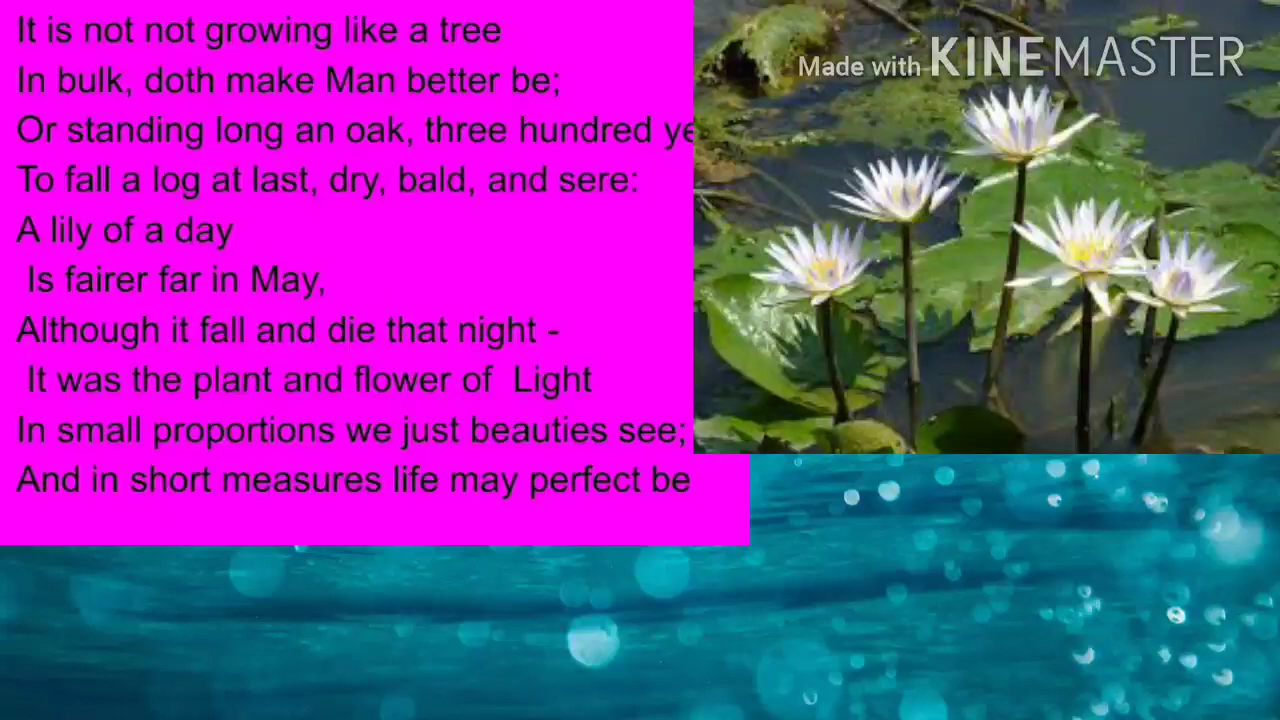 It is not not growing like a tree
In bulk, doth make Man better be;
Or standing long an oak, three hundred ye
To fall a log at last, dry, bald, and sere:
A lily of a day
Is fairer far in May,
Although it fall and die that night -
It was the plant and flower of Light
In small proportions we just beauties see;
And in short measures life may perfect be
Made with KINEMASTER